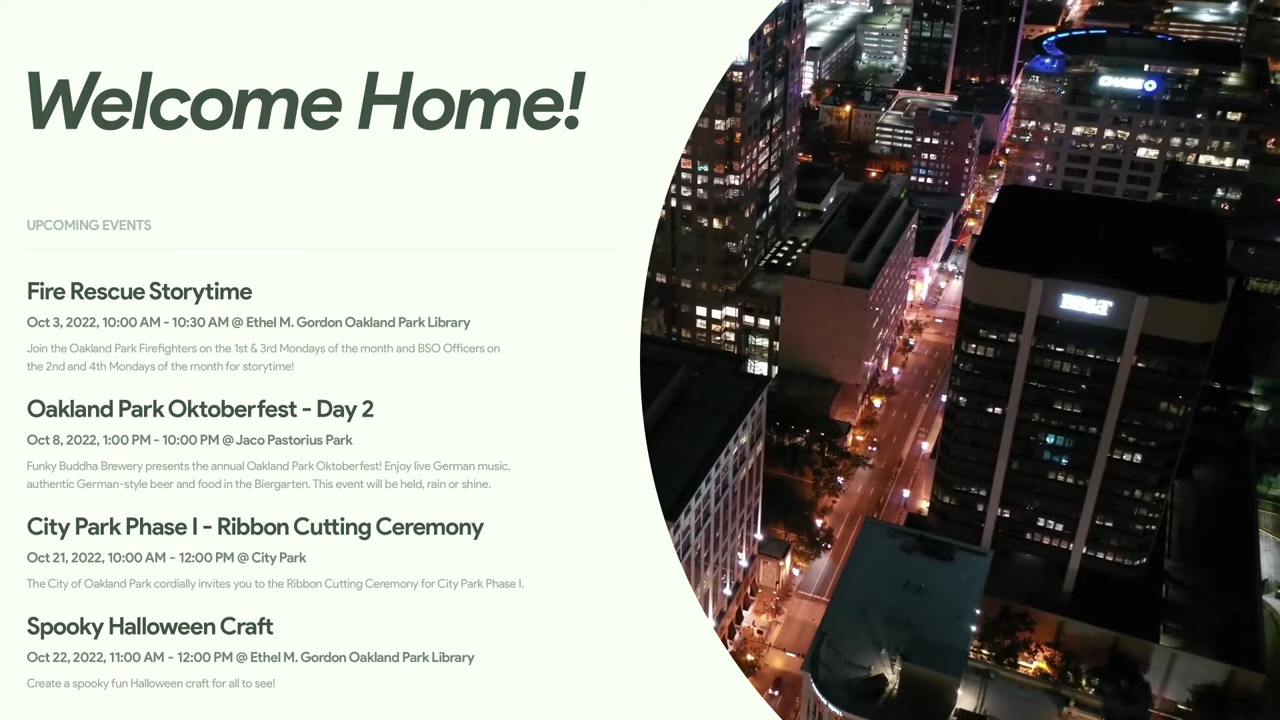 Welcome Home!
UPCOMING EVENTS
Fire Rescue Storytime
Oct 3, 2022, 10:00 AM - 10:30 AM @ Ethel M. Gordon Oakland Park Library
Join the Oakland Park Firefighters on the 1st & 3rd Mondays of the month and BSO Officers on
the 2nd and 4th Mondays of the month for storytime!
Oakland Park Oktoberfest - Day 2
Oct 8, 2022, 1:00 PM - 10:00 PM @ Jaco Pastorius Park
Funky Buddha Brewery presents the annual Oakland Park Oktoberfest! Enjoy live German music,
authentic German-style beer and food in the Biergarten. This event will be held, rain or shine.
City Park Phase I - Ribbon Cutting Ceremony
Oct 21, 2022, 10:00 AM - 12:00 PM @ City Park
The City of Oakland Park cordially invites you to the Ribbon Cutting Ceremony for City Park Phase I.
Spooky Halloween Craft
Oct 22, 2022, 11:00 AM - 12:00 PM @ Ethel M. Gordon Oakland Park Library
Create a spooky fun Halloween craft for all to see!
CHASE
BB&T